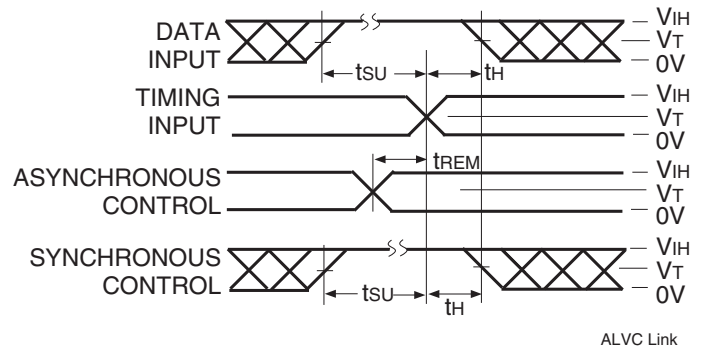 DATA
INPUT
tSU
tH
VIH
VT
0V
TIMING
INPUT
VIH
VT
0V
tREM
ASYNCHRONOUS
CONTROL
VIH
VT
0V
SYNCHRONOUS
CONTROL
tSU
tH
VIH
VT
0V
ALVC Link